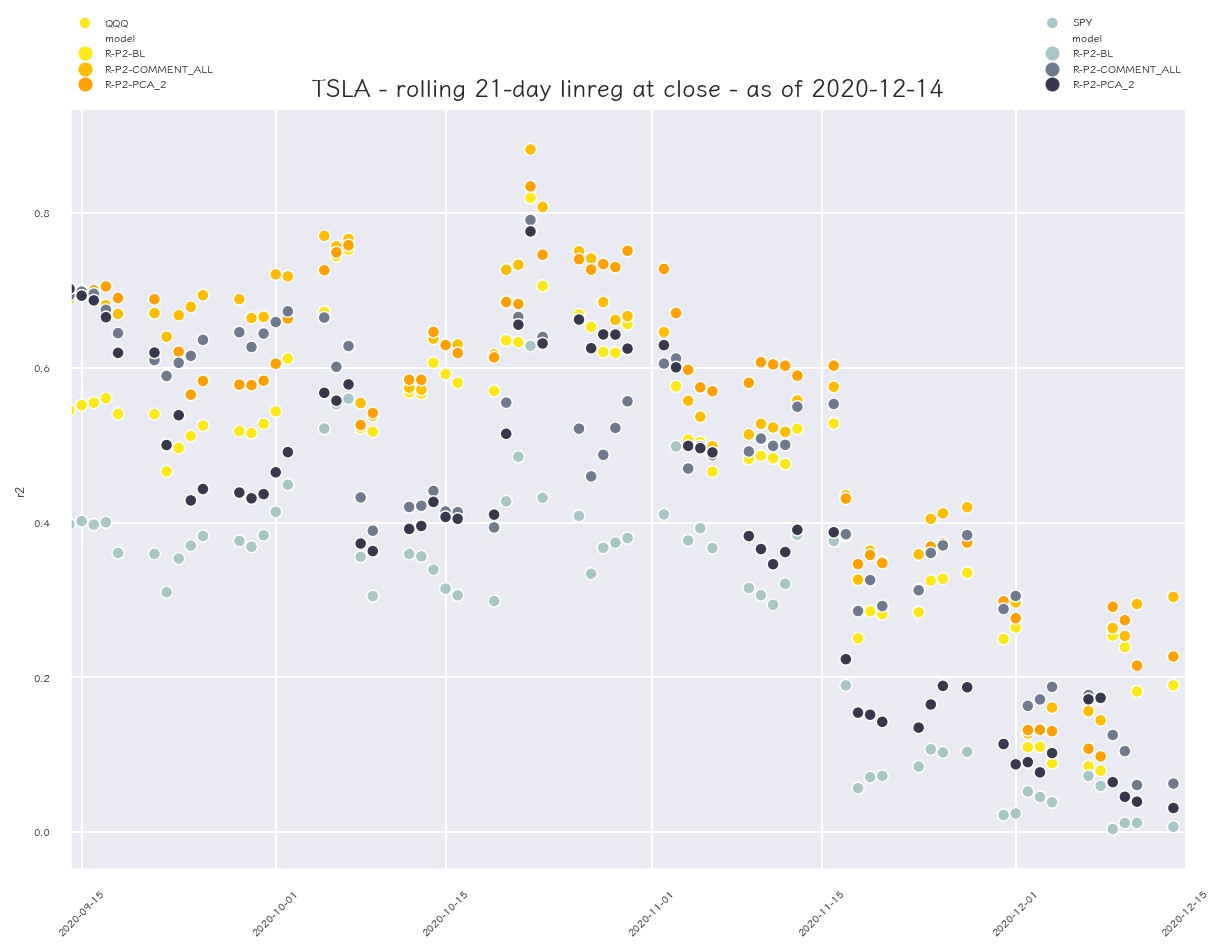 QQQ
model
R-P2-BL
R-P2-COMMENT_ALL
R-P2-PCA_2
SPY
model
R-P2-BL
R-P2-COMMENT_ALL
R-P2-PCA_2
TSLA - rolling 21-day linreg at close - as of 2020-12-14
r2
0.8
0.6
0.4
0.2
0.0
2020-09-15
2020-10-01
2020-10-15
2020-11-01
2020-11-15
2020-12-01
2020-12-15